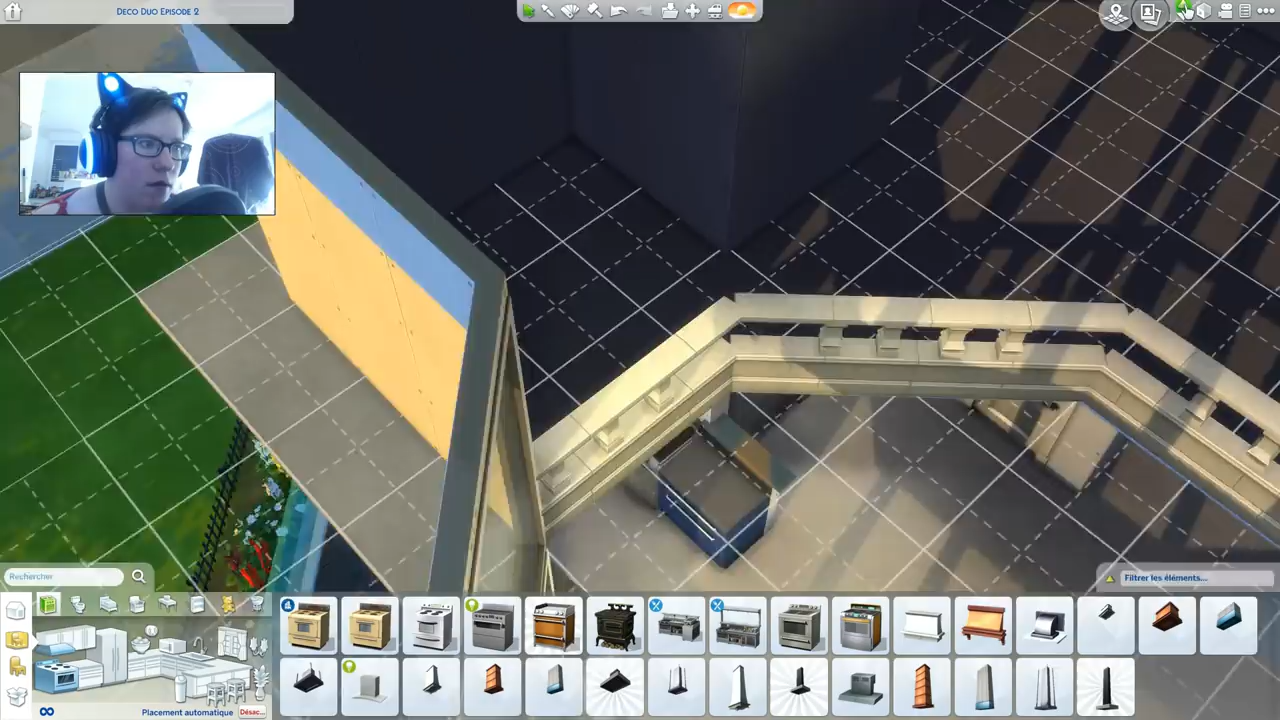 Deco Duo Episode 2
Rechercher
Filtrer les éléments...
Placement automatique
Désac...